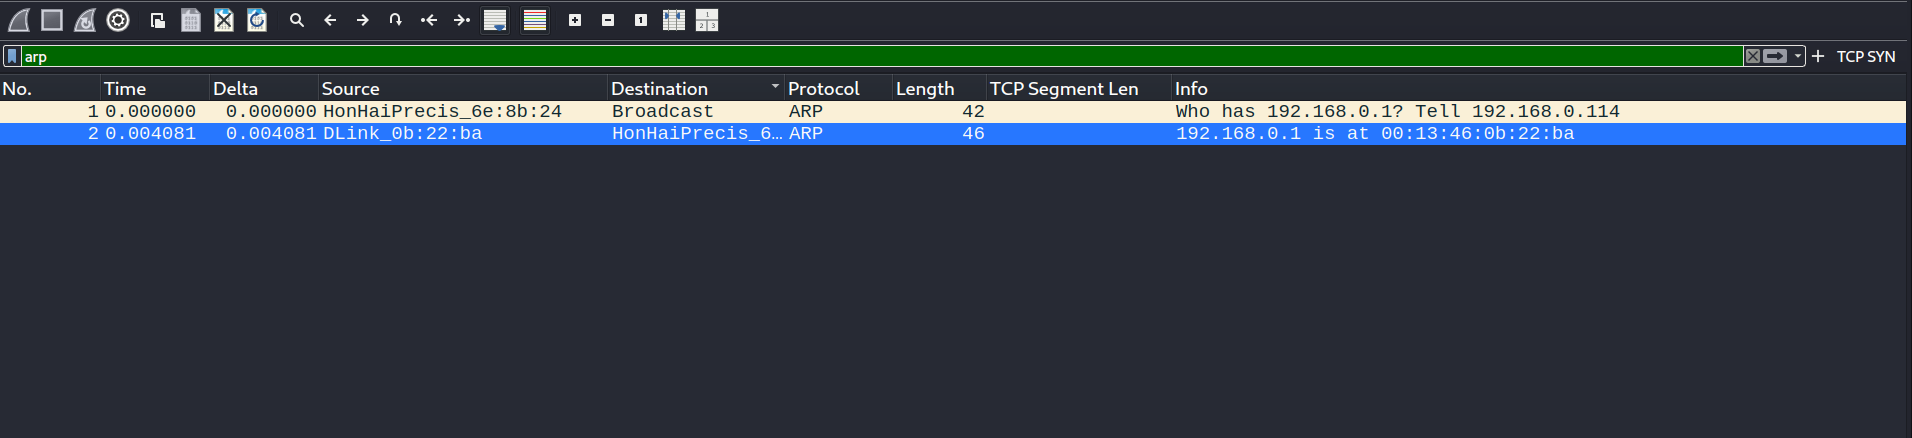 arp TCP SYN
No. Time Delta Source Destination Protocol Length TCP Segment Len Info
1 0.000000 0.000000 HonHaiPrecis_6e:8b:24 Broadcast ARP 42 Who has 192.168.0.1? Tell 192.168.0.114
2 0.004081 0.004081 DLink_0b:22:ba HonHaiPrecis_6… ARP 46 192.168.0.1 is at 00:13:46:0b:22:ba